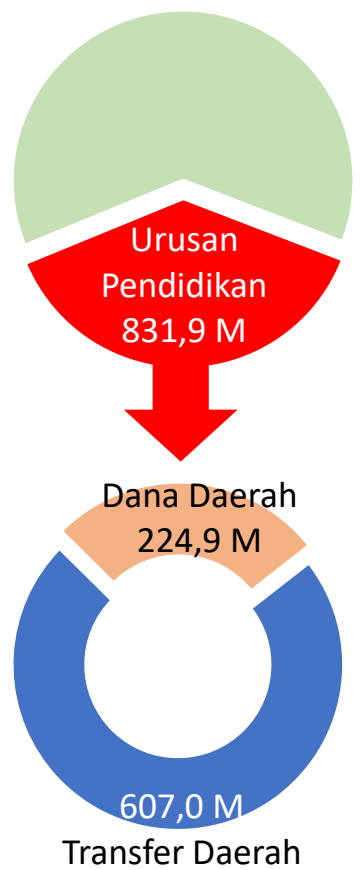 Urusan
Pendidikan
831,9 M
Dana Daerah
224,9 M
607,0 M
Transfer Daerah